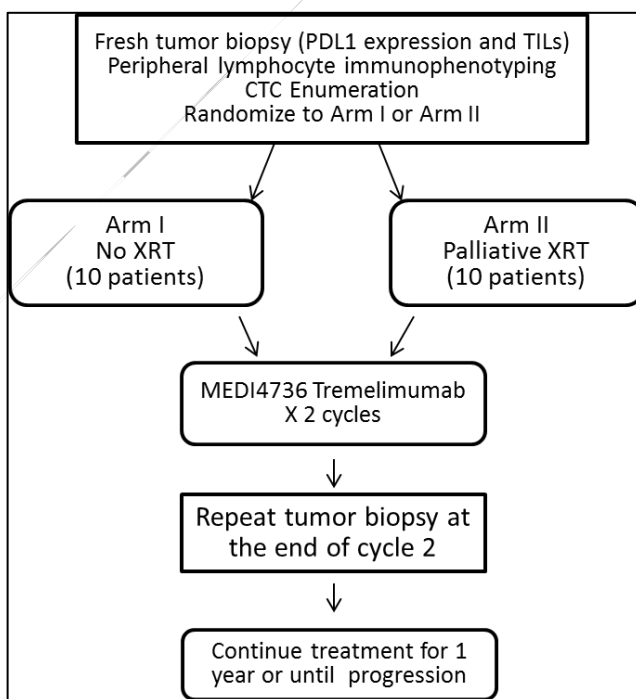 Fresh tumor biopsy (PDL1 expression and TILs)
Peripheral lymphocyte immunophenotyping
CTC Enumeration
Randomize to Arm I or Arm II
Arm I
No XRT
(10 patients)
Arm II
Palliative XRT
(10 patients)
MEDI4736 Tremelimumab
X 2 cycles
Repeat tumor biopsy at
the end of cycle 2
Continue treatment for 1
year or until progression